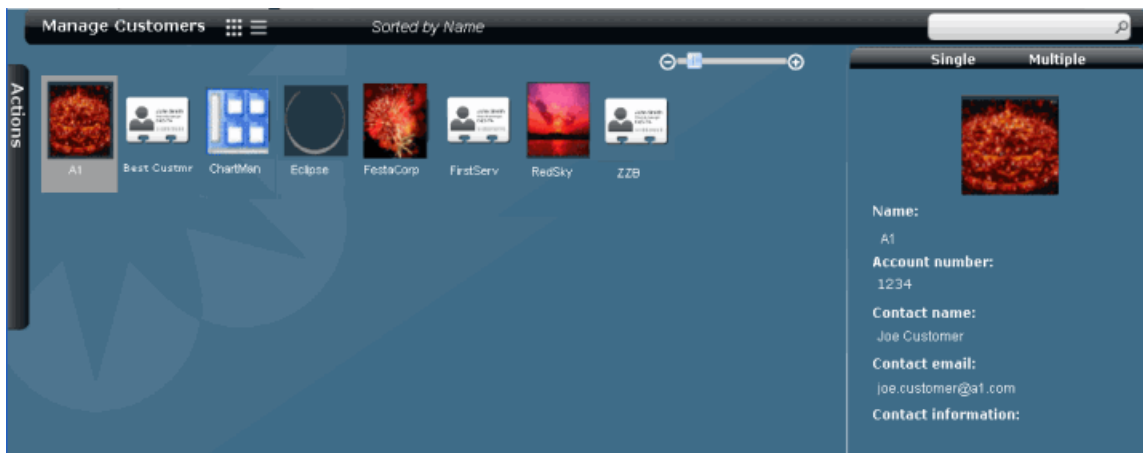 Manage Customers
Sorted by Name
Single Multiple
Actions
A1
Best Custmr
ChartMan
Eclipse
FestaCorp
FirstServ
RedSky
ZZB
Name:
A1
Account number:
1234
Contact name:
Joe Customer
Contact email:
joe.customer@a1.com
Contact information: